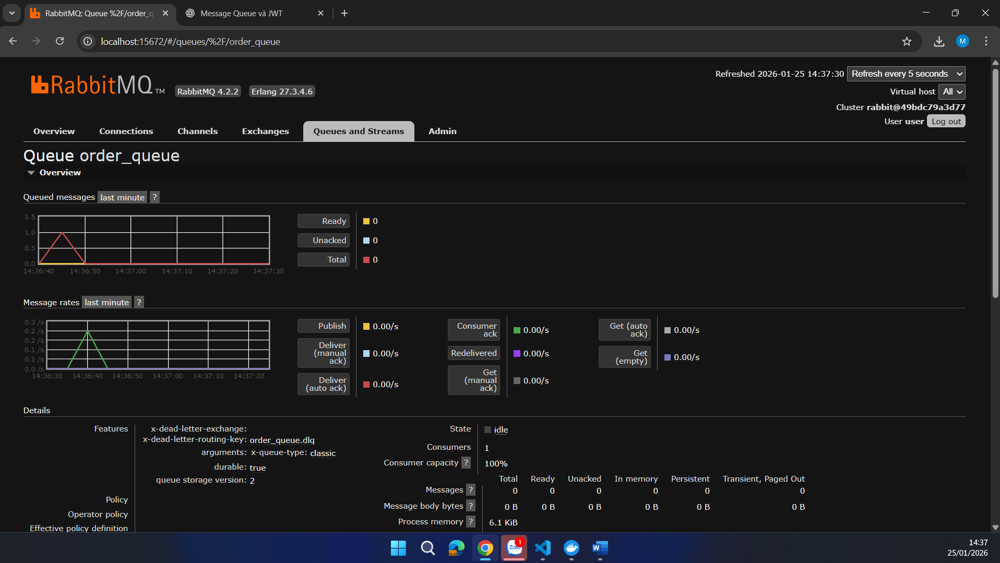 RabbitMQ: Queue %2F/order_q
Message Queue và JWT
localhost:15672/#/queues/%2F/order_queue
M
RabbitMQ TM
RabbitMQ 4.2.2
Erlang 27.3.4.6
Refreshed 2026-01-25 14:37:30
Refresh every 5 seconds
Virtual host All
Cluster rabbit@49bdc79a3d77
User user Log out
Overview
Connections
Channels
Exchanges
Queues and Streams
Admin
Queue order_queue
Overview
Queued messages last minute ?
1.5
1.0
0.5
0.0
14:36:40 14:36:50 14:37:00 14:37:10 14:37:20 14:37:30
Ready 0
Unacked 0
Total 0
Message rates last minute ?
0.3 /s
0.2 /s
0.2 /s
0.1 /s
0.1 /s
0.0 /s
14:36:30 14:36:40 14:36:50 14:37:00 14:37:10 14:37:20
Publish 0.00/s
Deliver
(manual
ack)
0.00/s
Deliver
(auto ack)
0.00/s
Consumer
ack
0.00/s
Redelivered 0.00/s
Get
(manual
ack)
0.00/s
Get (auto
ack)
0.00/s
Get
(empty)
0.00/s
Details
Features
x-dead-letter-exchange:
x-dead-letter-routing-key: order_queue.dlq
arguments: x-queue-type: classic
durable: true
queue storage version: 2
Policy
Operator policy
Effective policy definition
State idle
Consumers 1
Consumer capacity ? 100%
Total Ready Unacked In memory Persistent Transient, Paged Out
Messages ? 0 0 0 0 0 0
Message body bytes ? 0 B 0 B 0 B 0 B 0 B 0 B
Process memory ? 6.1 KiB
Zalo
1
W
14:37
25/01/2026